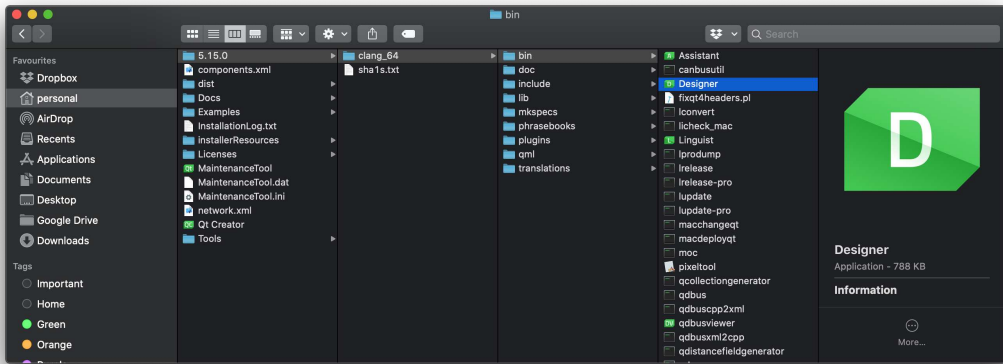 bin
Search
Favourites
Dropbox
personal
AirDrop
Recents
Applications
Documents
Desktop
Google Drive
Downloads
Tags
Important
Home
Green
Orange
5.15.0
components.xml
dist
Docs
Examples
InstallationLog.txt
installerResources
Licenses
MaintenanceTool
MaintenanceTool.dat
MaintenanceTool.ini
network.xml
Qt Creator
Tools
clang_64
sha1s.txt
bin
doc
include
lib
mkspecs
phrasebooks
plugins
qml
translations
Assistant
canbusutil
Designer
fixqt4headers.pl
lconvert
licheck_mac
Linguist
lprodump
lrelease
lrelease-pro
lupdate
lupdate-pro
macchangeqt
macdeployqt
moc
pixeltool
qcollectiongenerator
qdbus
qdbuscpp2xml
qdbusviewer
qdbusxml2cpp
qdistancefieldgenerator
D
Designer
Application - 788 KB
Information
More...